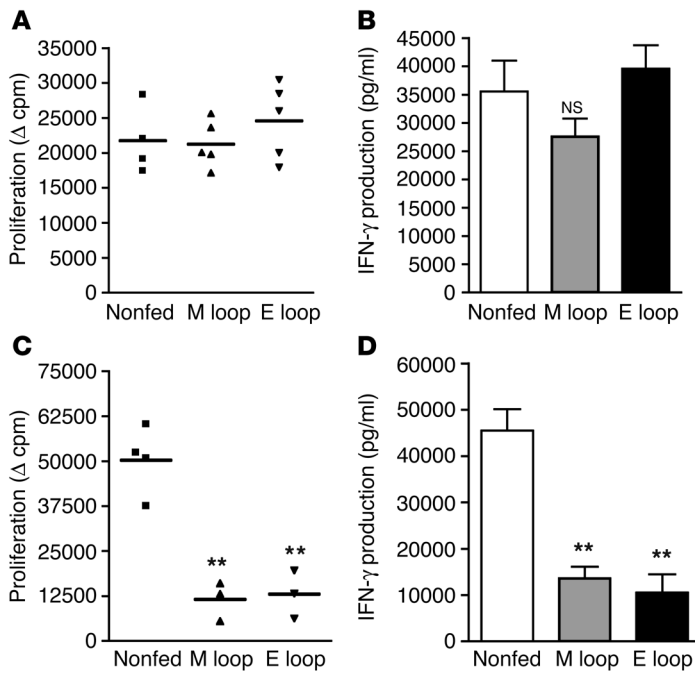 A
Proliferation (Δ cpm)
35000
30000
25000
20000
15000
10000
5000
0
Nonfed M loop E loop
B
IFN-γ production (pg/ml)
45000
40000
35000
30000
25000
20000
15000
10000
5000
0
NS
Nonfed M loop E loop
C
Proliferation (Δ cpm)
75000
62500
50000
37500
25000
12500
0
** **
Nonfed M loop E loop
D
IFN-γ production (pg/ml)
60000
50000
40000
30000
20000
10000
0
** **
Nonfed M loop E loop